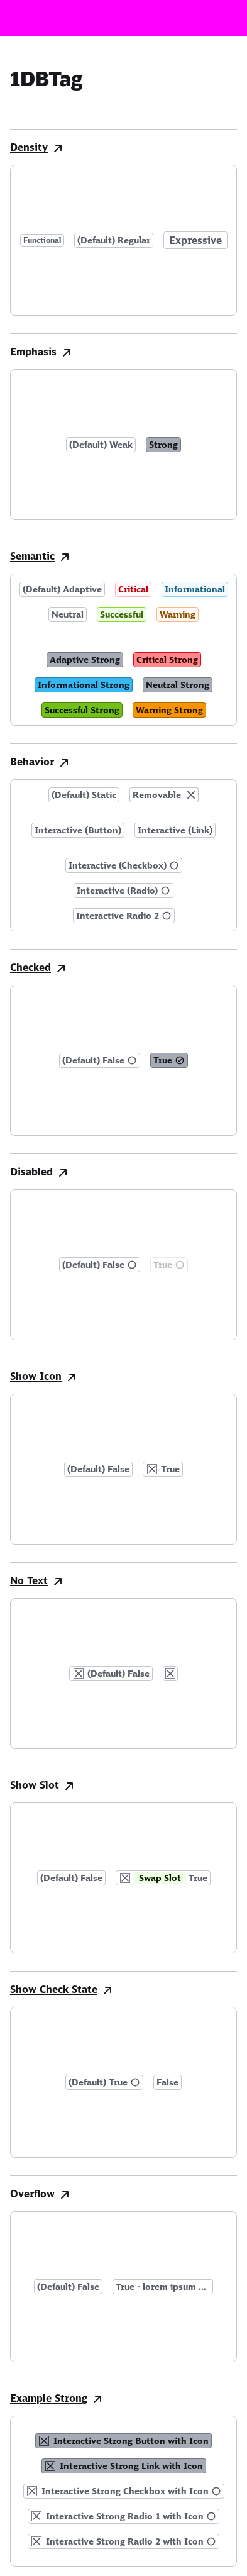 1DBTag
Density
Functional (Default) Regular Expressive
Emphasis
(Default) Weak Strong
Semantic
(Default) Adaptive Critical Informational
Neutral Successful Warning
Adaptive Strong Critical Strong
Informational Strong Neutral Strong
Successful Strong Warning Strong
Behavior
(Default) Static Removable
Interactive (Button) Interactive (Link)
Interactive (Checkbox)
Interactive (Radio)
Interactive Radio 2
Checked
(Default) False True
Disabled
(Default) False True
Show Icon
(Default) False True
No Text
(Default) False
Show Slot
(Default) False Swap Slot True
Show Check State
(Default) True False
Overflow
(Default) False True - lorem ipsum ...
Example Strong
Interactive Strong Button with Icon
Interactive Strong Link with Icon
Interactive Strong Checkbox with Icon
Interactive Strong Radio 1 with Icon
Interactive Strong Radio 2 with Icon